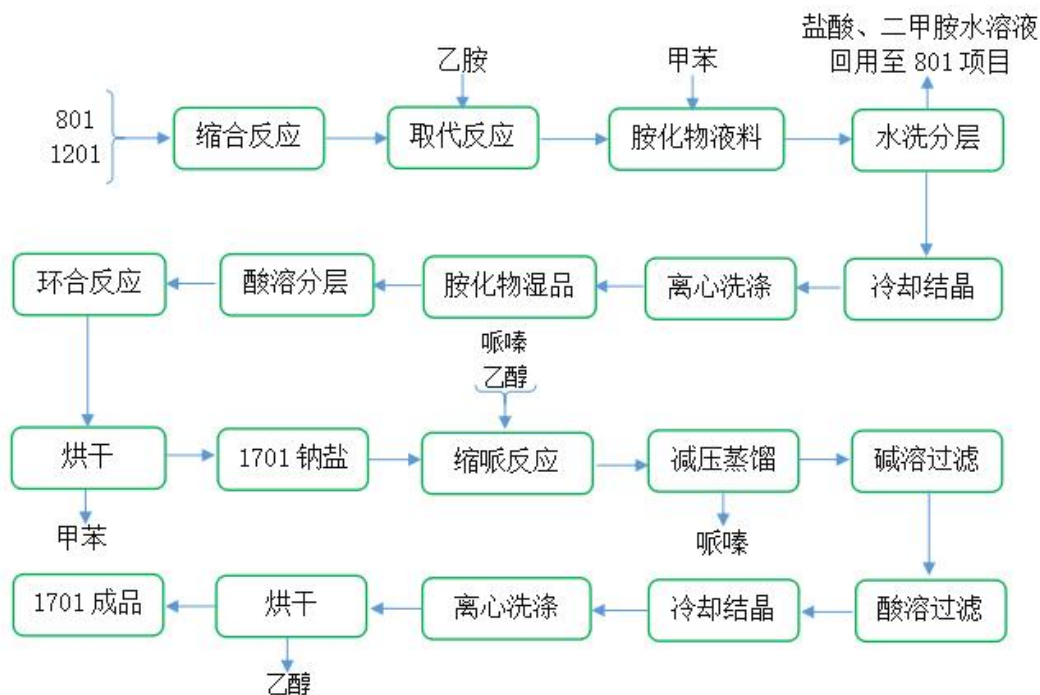 盐酸、二甲胺水溶液
回用至 801 项目
乙胺
甲苯
801
1201
缩合反应
取代反应
胺化物液料
水洗分层
环合反应
酸溶分层
胺化物湿品
离心洗涤
冷却结晶
哌嗪
乙醇
烘干
1701 钠盐
缩哌反应
减压蒸馏
碱溶过滤
甲苯
哌嗪
1701 成品
烘干
离心洗涤
冷却结晶
酸溶过滤
乙醇